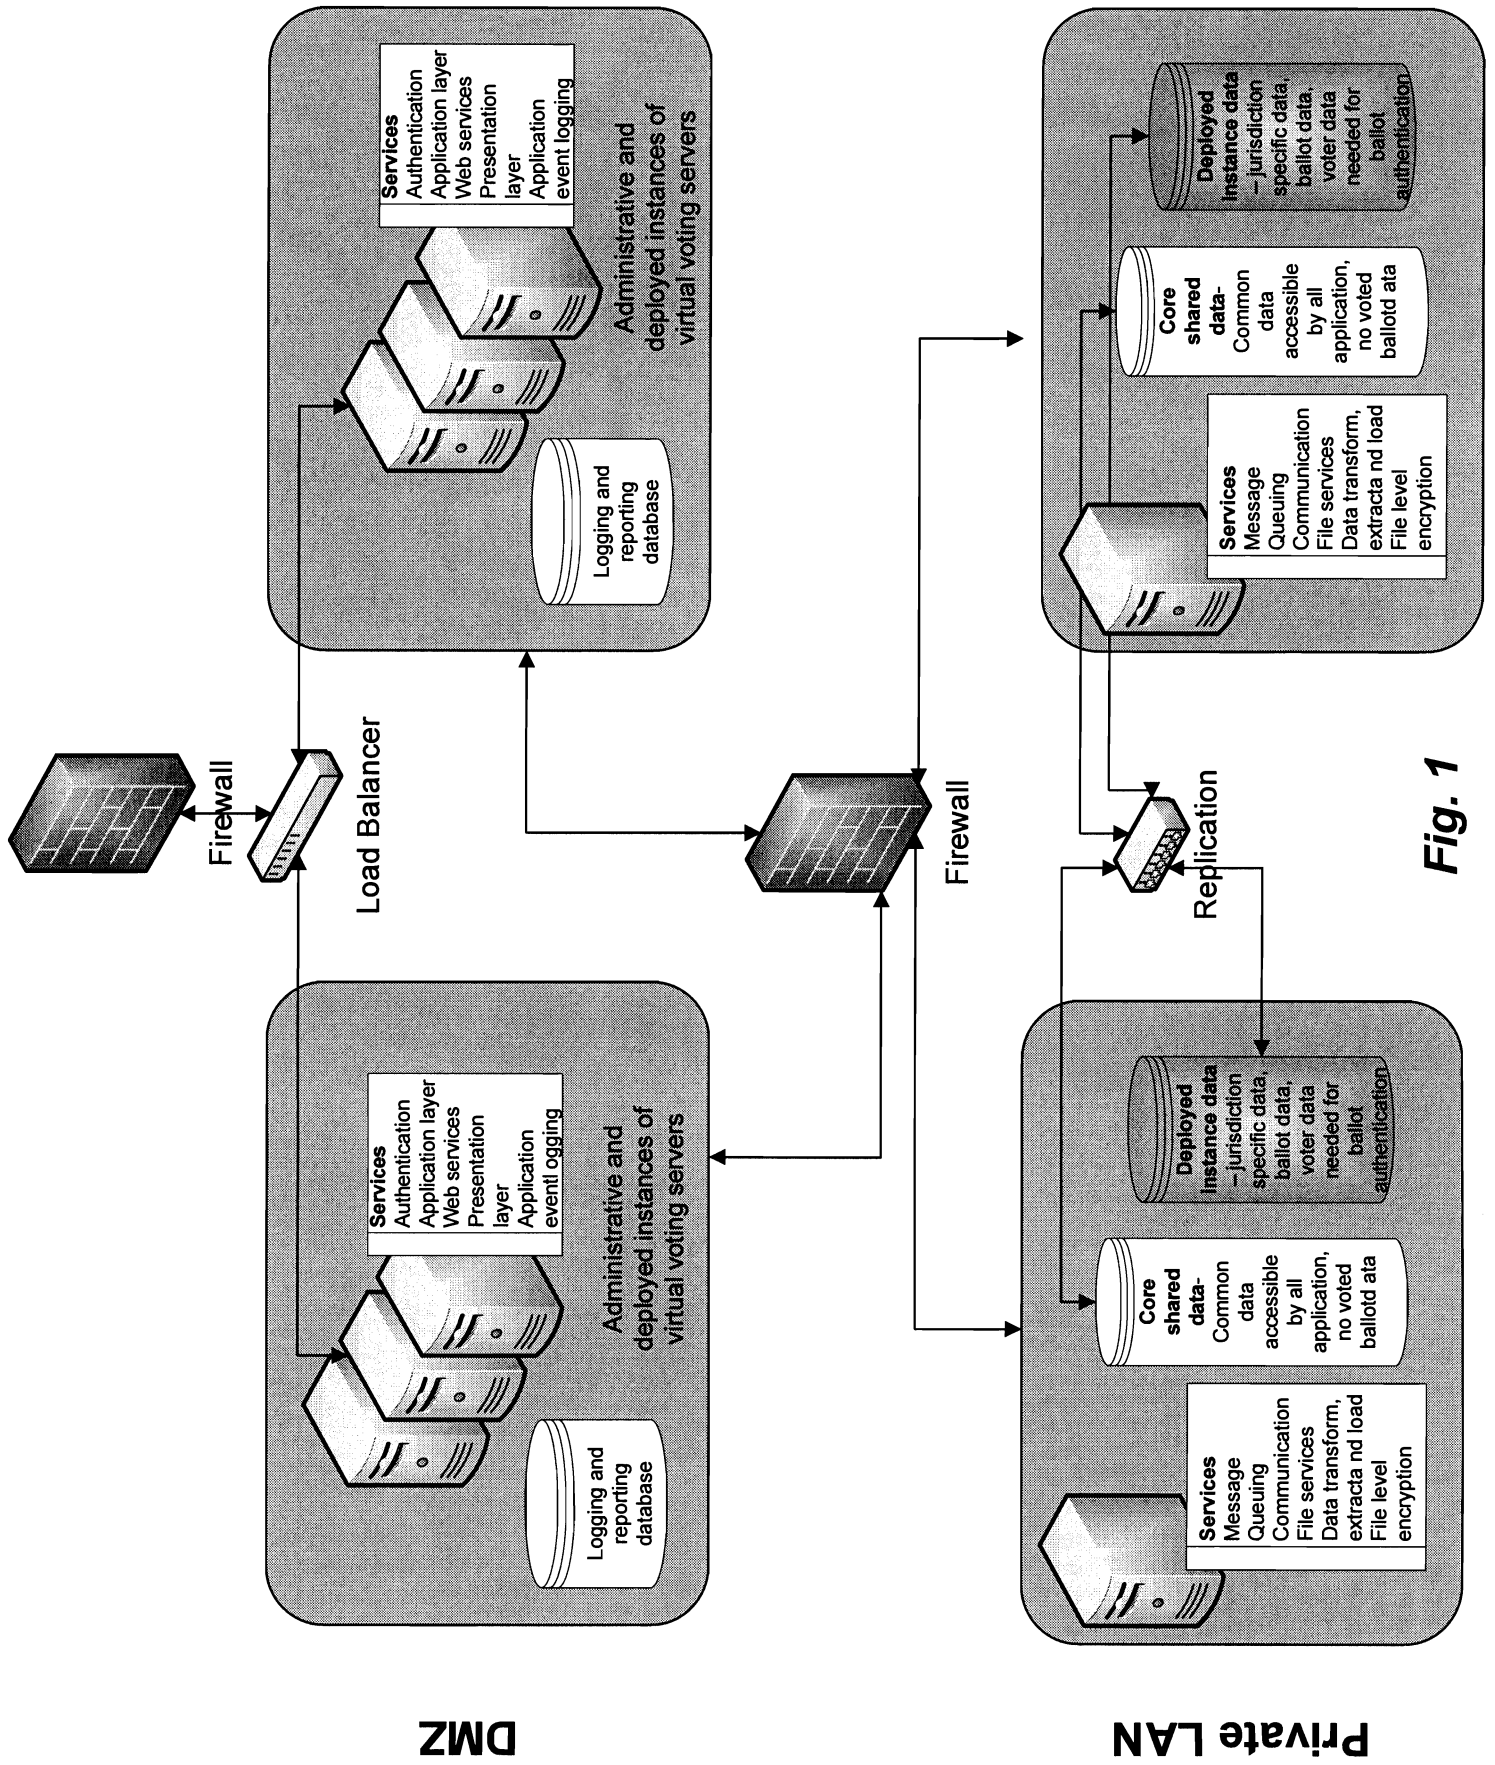 DMZ
Services
Authentication
Application layer
Web services
Presentation
layer
Application
eventl ogging
Logging and
reporting
database
Administrative and
deployed instances of
virtual voting servers
Firewall
Load Balancer
Services
Authentication
Application layer
Web services
Presentation
layer
Application
event logging
Logging and
reporting
database
Administrative and
deployed instances of
virtual voting servers
Firewall
Private LAN
Services
Message
Queuing
Communication
File services
Data transform,
extracta nd load
File level
encryption
Core
shared
data-
Common
data
accessible
by all
application,
no voted
ballotd ata
Deployed
Instance data
– jurisdiction
specific data,
ballot data,
voter data
needed for
ballot
authentication
Replication
Services
Message
Queuing
Communication
File services
Data transform,
extracta nd load
File level
encryption
Core
shared
data-
Common
data
accessible
by all
application,
no voted
ballotd ata
Deployed
Instance data
– jurisdiction
specific data,
ballot data,
voter data
needed for
ballot
authentication
Fig. 1